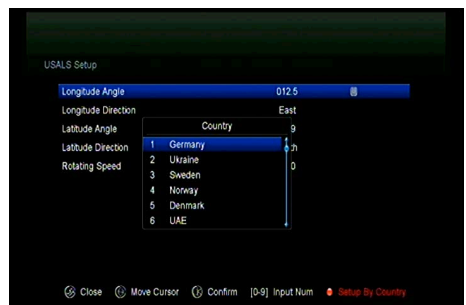 USALS Setup
Longitude Angle 012.5
Longitude Direction East
Latitude Angle 9
Latitude Direction th
Rotating Speed 0
Country
1 Germany
2 Ukraine
3 Sweden
4 Norway
5 Denmark
6 UAE
Close Move Cursor Confirm [0-9] Input Num Setup By Country